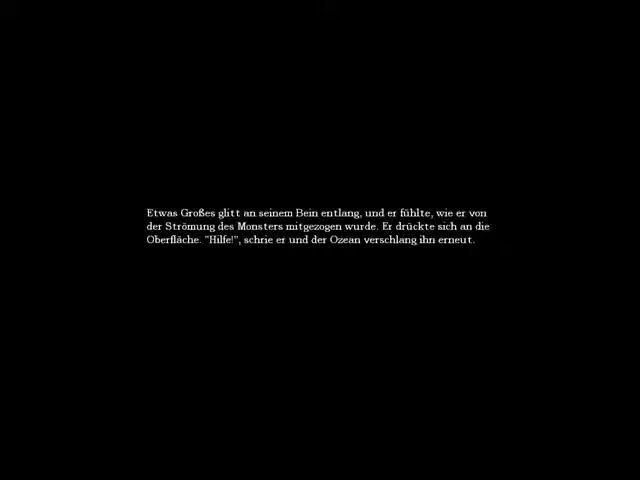 Etwas Großes glitt an seinem Bein entlang, und er fühlte, wie er von
der Strömung des Monsters mitgezogen wurde. Er drückte sich an die
Oberfläche. "Hilfe!", schrie er und der Ozean verschlang ihn erneut.